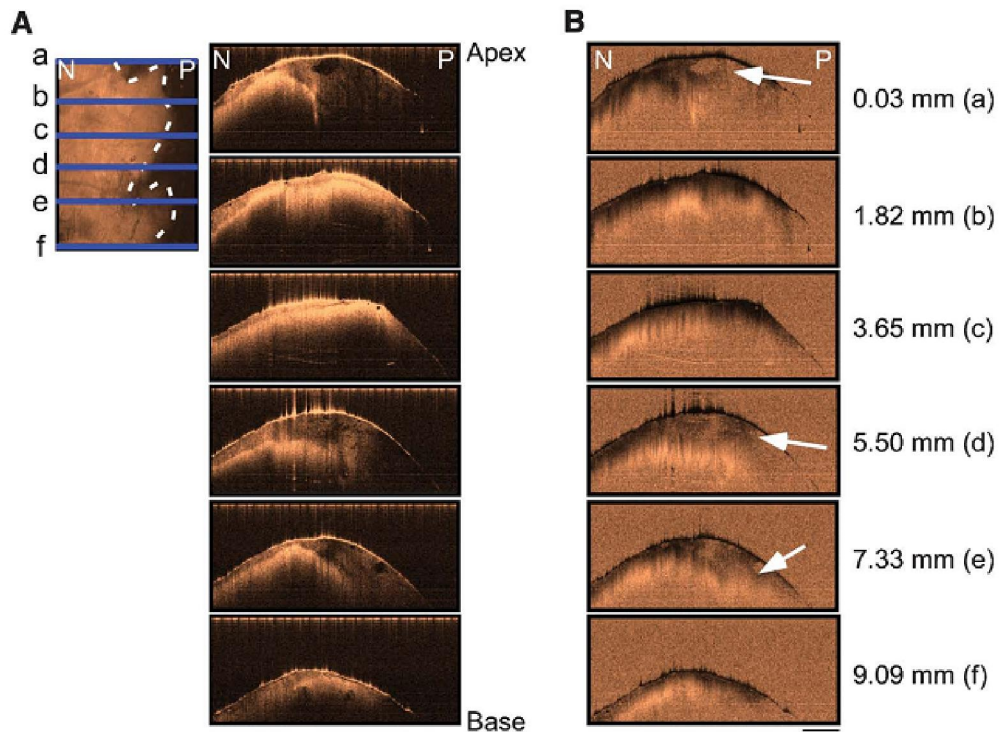 A
B
a
N P
b
c
d
e
f
N P
Apex
Base
N P
0.03 mm (a)
1.82 mm (b)
3.65 mm (c)
5.50 mm (d)
7.33 mm (e)
9.09 mm (f)